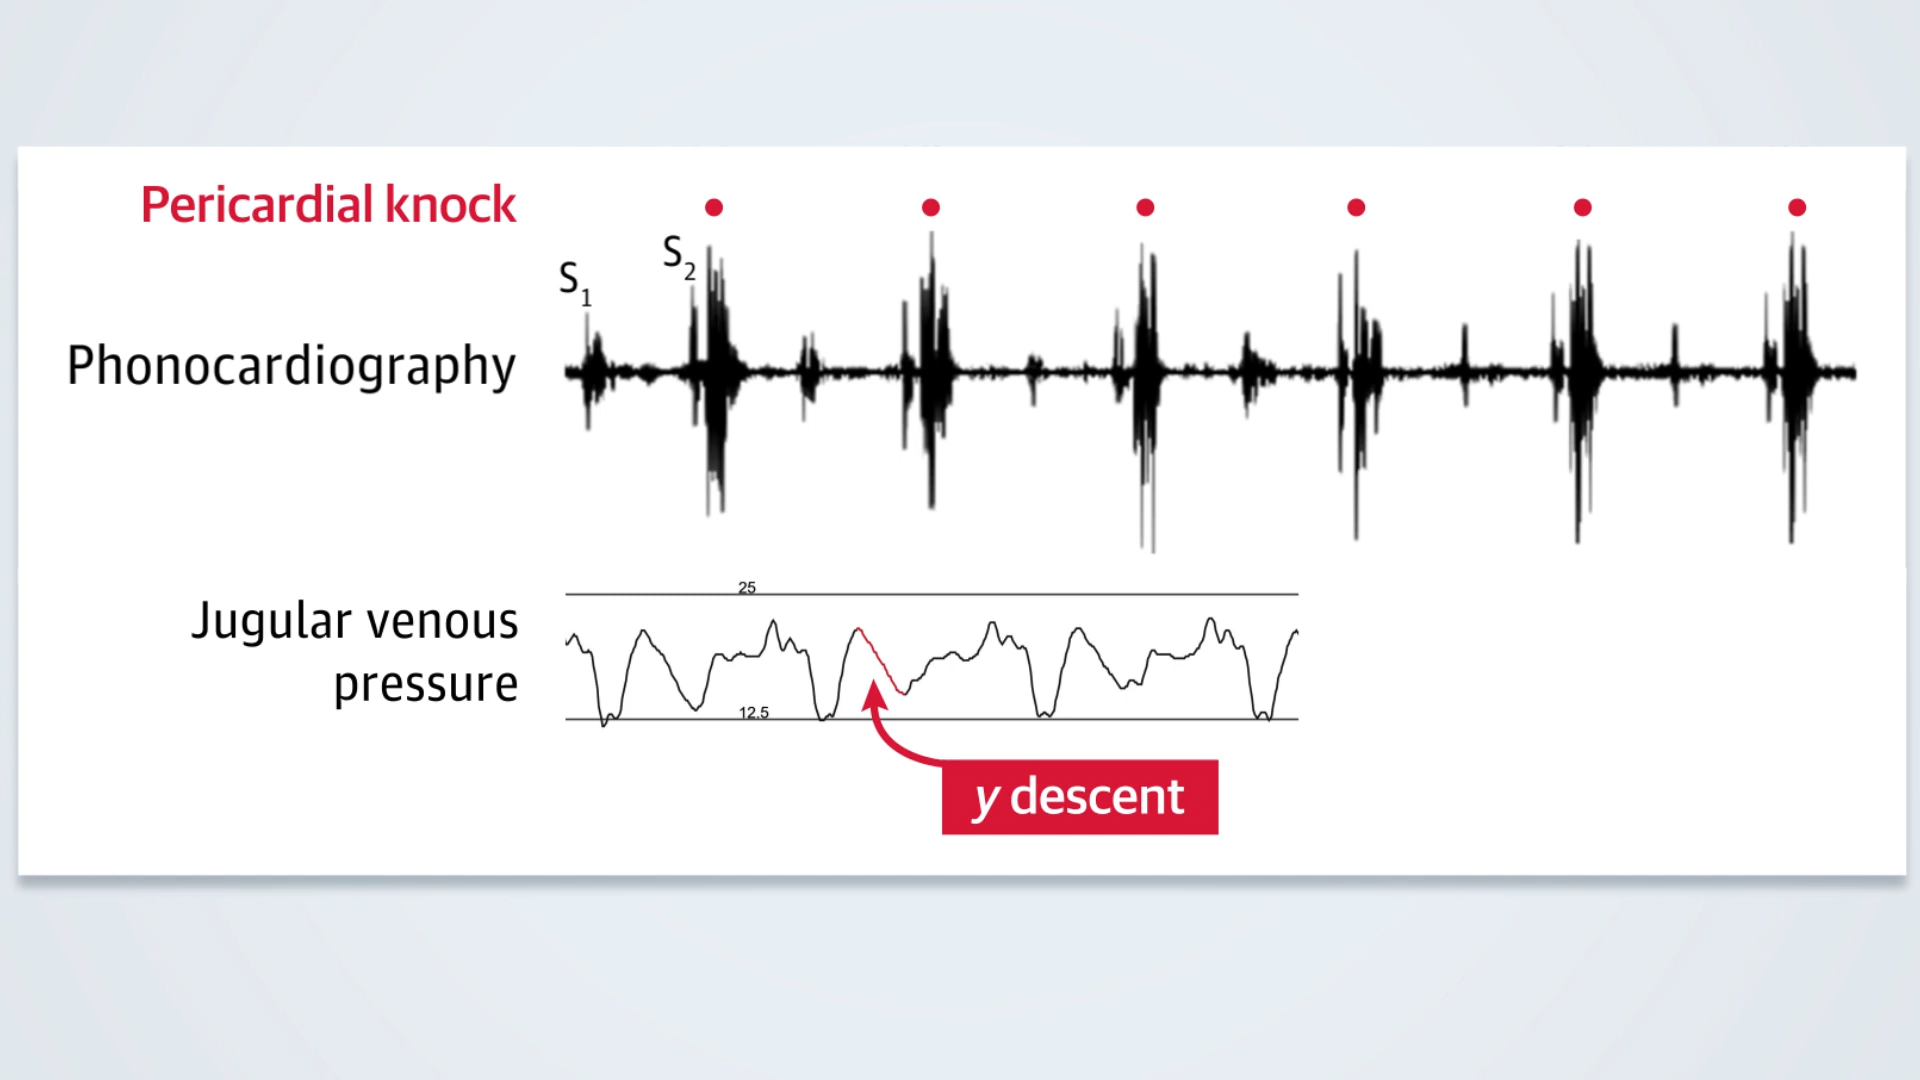 Pericardial knock
S1
S2
Phonocardiography
25
Jugular venous
pressure
12.5
y descent